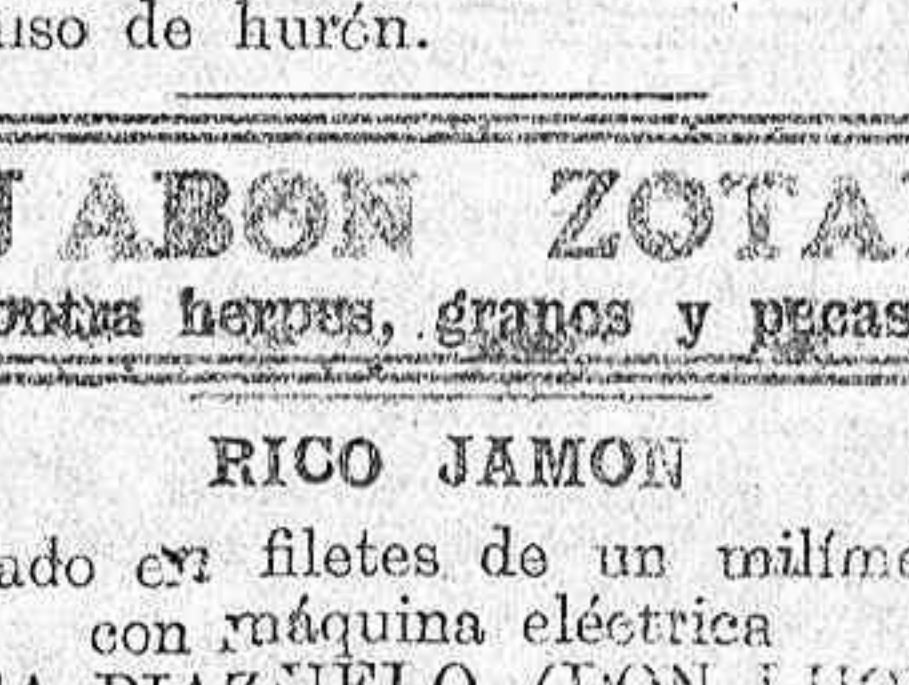 uso de hurón.
JABON ZOTA
contra herpes, granos y pecas
RICO JAMON
ado en filetes de un milíme
con máquina eléctrica